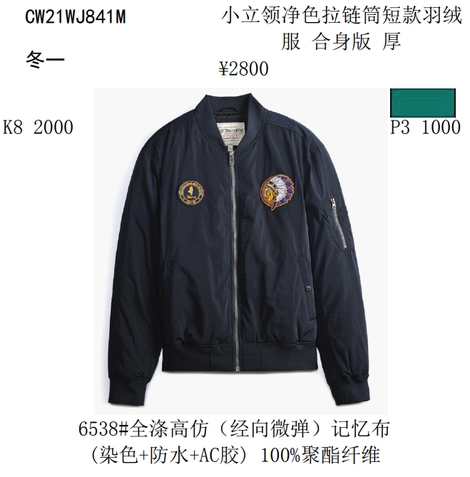 CW21WJ841M
小立领净色拉链筒短款羽绒
服 合身版 厚
冬一
¥2800
K8 2000
P3 1000
6538#全涤高仿（经向微弹）记忆布
(染色+防水+AC胶) 100%聚酯纤维